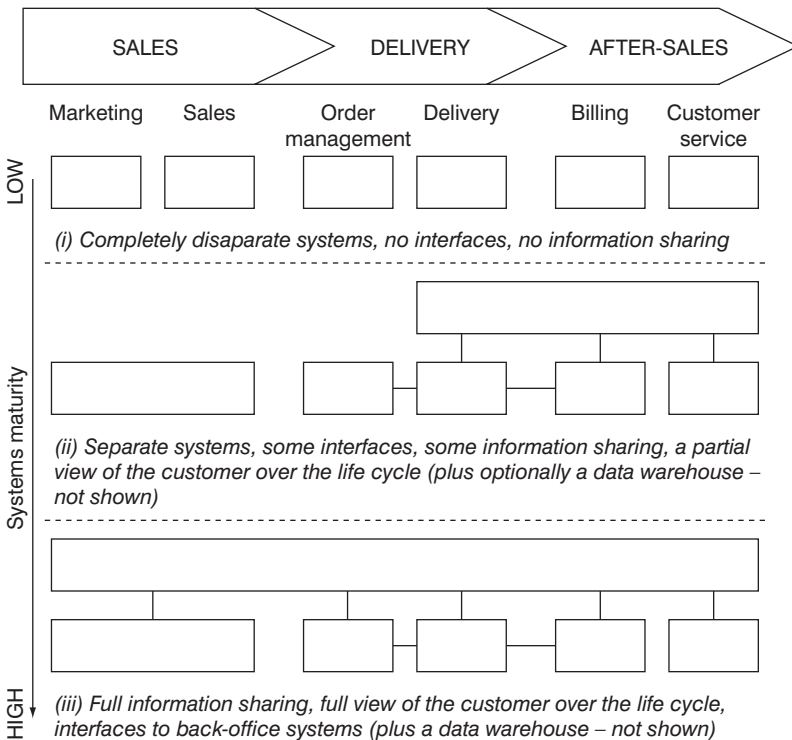 SALES DELIVERY AFTER-SALES
Marketing Sales Order management Delivery Billing Customer service
LOW
(i) Completely disaparate systems, no interfaces, no information sharing
Systems maturity
(ii) Separate systems, some interfaces, some information sharing, a partial
view of the customer over the life cycle (plus optionally a data warehouse –
not shown)
HIGH
(iii) Full information sharing, full view of the customer over the life cycle,
interfaces to back-office systems (plus a data warehouse – not shown)